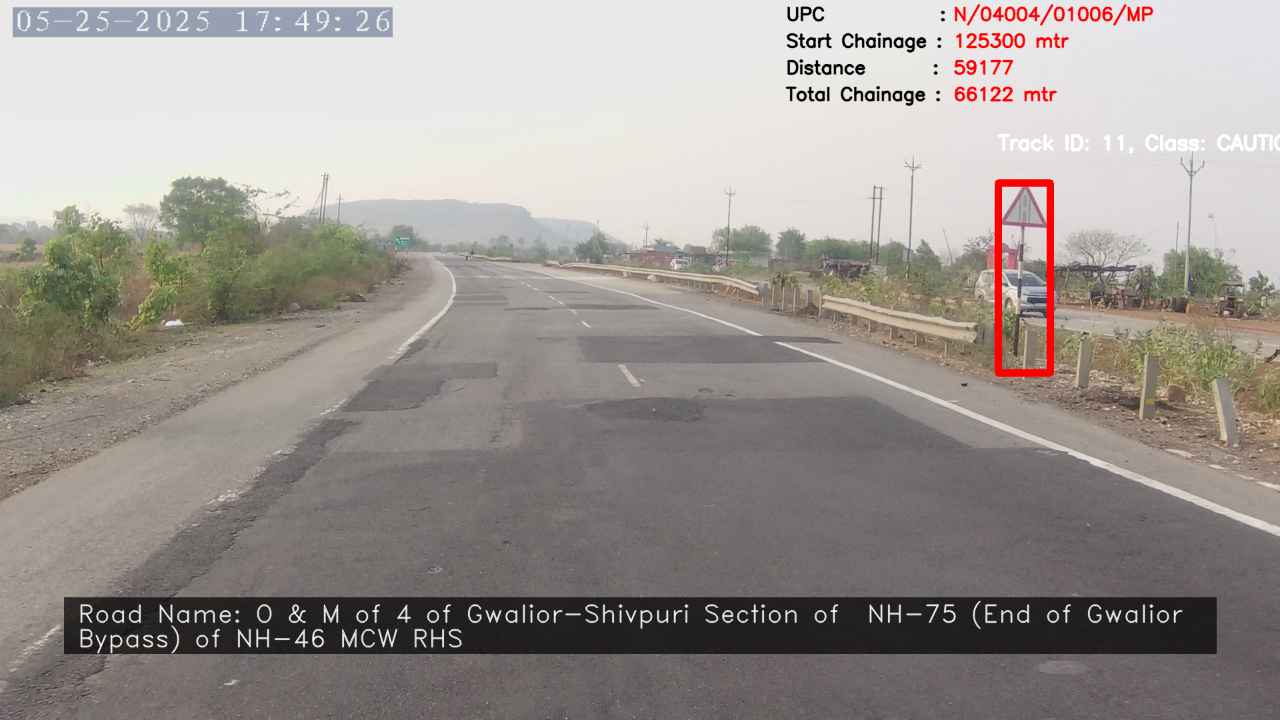 05-25-2025 17:49:26
UPC : N/04004/01006/MP
Start Chainage : 125300 mtr
Distance : 59177
Total Chainage : 66122 mtr
Track ID: 11, Class: CAUTIO
Road Name: O & M of 4 of Gwalior-Shivpuri Section of NH-75 (End of Gwalior
Bypass) of NH-46 MCW RHS